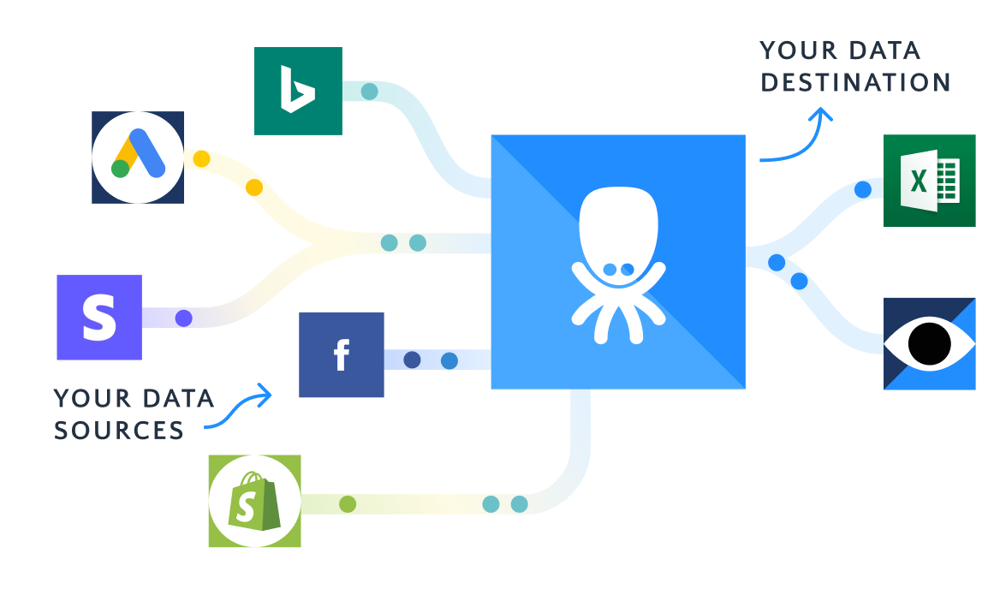 YOUR DATA
DESTINATION
X
S
f
YOUR DATA
SOURCES
S